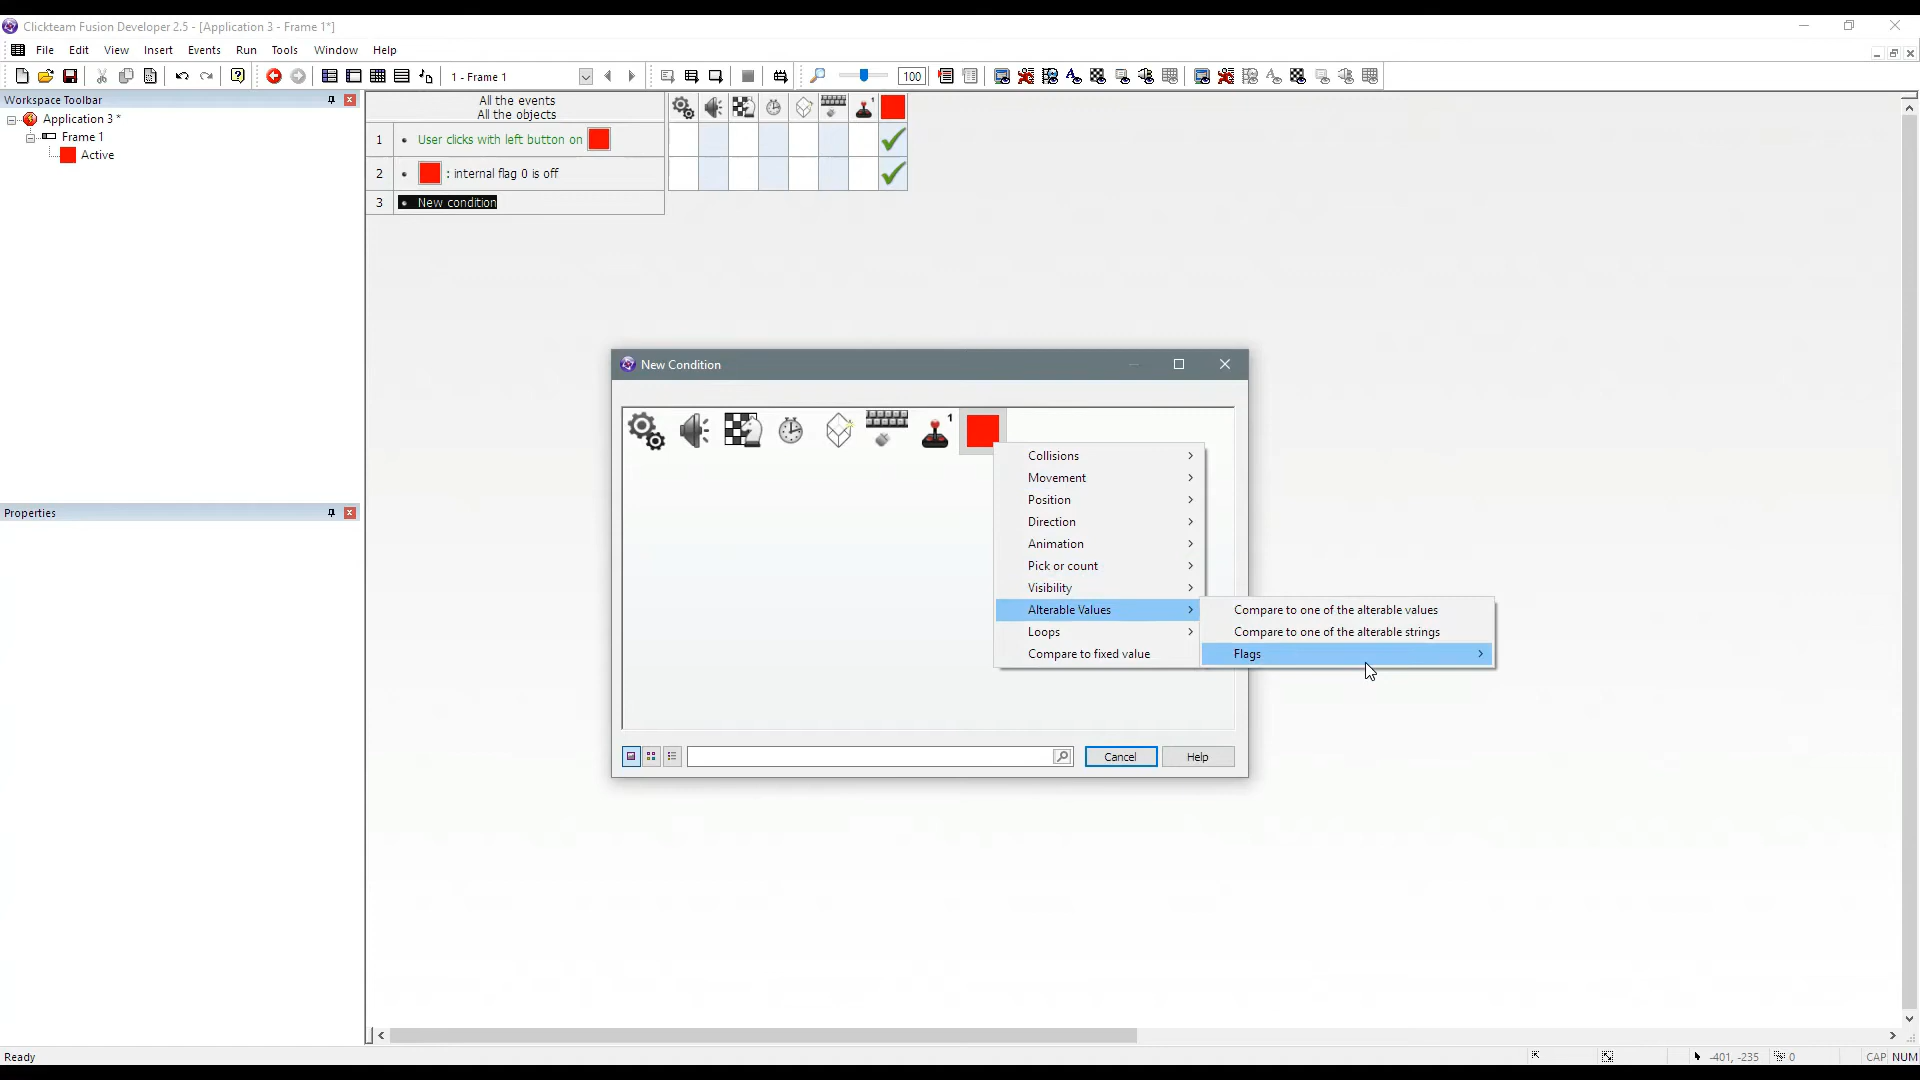 Clickteam Fusion Developer 2.5 - [Application 3 - Frame 1*]
File Edit View Insert Events Run Tools Window Help
1 - Frame 1
100
Workspace Toolbar
Application 3 *
Frame 1
Active
Properties
All the events
All the objects
1
1 • User clicks with left button on
2 • : internal flag 0 is off
3 • New condition
New Condition
1
Collisions
Movement
Position
Direction
Animation
Pick or count
Visibility
Alterable Values
Loops
Compare to fixed value
Compare to one of the alterable values
Compare to one of the alterable strings
Flags
Cancel
Help
Ready
-401, -235
0
CAP NUM